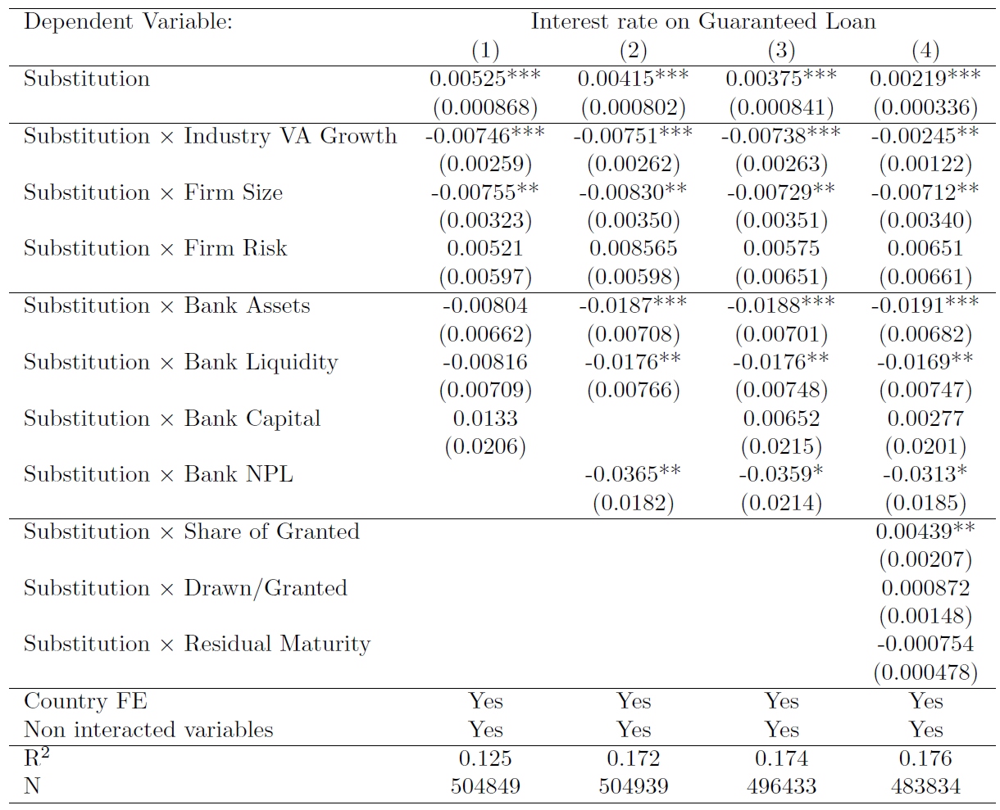 Dependent Variable: Interest rate on Guaranteed Loan
(1) (2) (3) (4)
Substitution 0.00525*** 0.00415*** 0.00375*** 0.00219***
(0.000868) (0.000802) (0.000841) (0.000336)
Substitution × Industry VA Growth -0.00746*** -0.00751*** -0.00738*** -0.00245**
(0.00259) (0.00262) (0.00263) (0.00122)
Substitution × Firm Size -0.00755** -0.00830** -0.00729** -0.00712**
(0.00323) (0.00350) (0.00351) (0.00340)
Substitution × Firm Risk 0.00521 0.008565 0.00575 0.00651
(0.00597) (0.00598) (0.00651) (0.00661)
Substitution × Bank Assets -0.00804 -0.0187*** -0.0188*** -0.0191***
(0.00662) (0.00708) (0.00701) (0.00682)
Substitution × Bank Liquidity -0.00816 -0.0176** -0.0176** -0.0169**
(0.00709) (0.00766) (0.00748) (0.00747)
Substitution × Bank Capital 0.0133 0.00652 0.00277
(0.0206) (0.0215) (0.0201)
Substitution × Bank NPL -0.0365** -0.0359* -0.0313*
(0.0182) (0.0214) (0.0185)
Substitution × Share of Granted 0.00439**
(0.00207)
Substitution × Drawn/Granted 0.000872
(0.00148)
Substitution × Residual Maturity -0.000754
(0.000478)
Country FE Yes Yes Yes Yes
Non interacted variables Yes Yes Yes Yes
R² 0.125 0.172 0.174 0.176
N 504849 504939 496433 483834